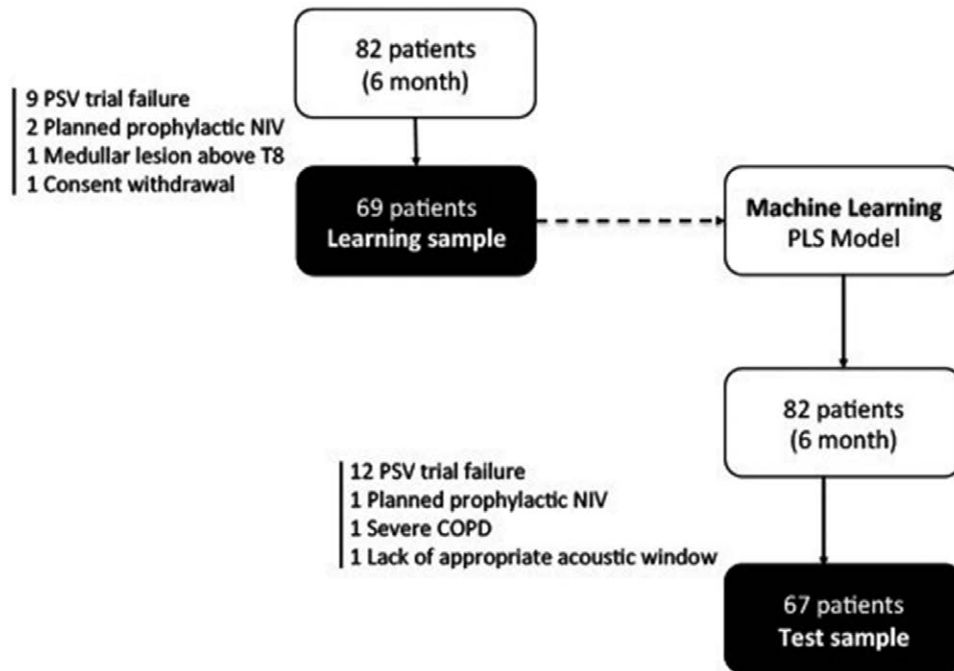 82 patients
(6 month)
9 PSV trial failure
2 Planned prophylactic NIV
1 Medullar lesion above T8
1 Consent withdrawal
69 patients
Learning sample
Machine Learning
PLS Model
82 patients
(6 month)
12 PSV trial failure
1 Planned prophylactic NIV
1 Severe COPD
1 Lack of appropriate acoustic window
67 patients
Test sample